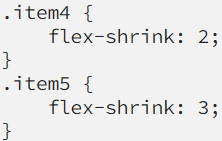 .item4 {
    flex-shrink: 2;
}
.item5 {
    flex-shrink: 3;
}